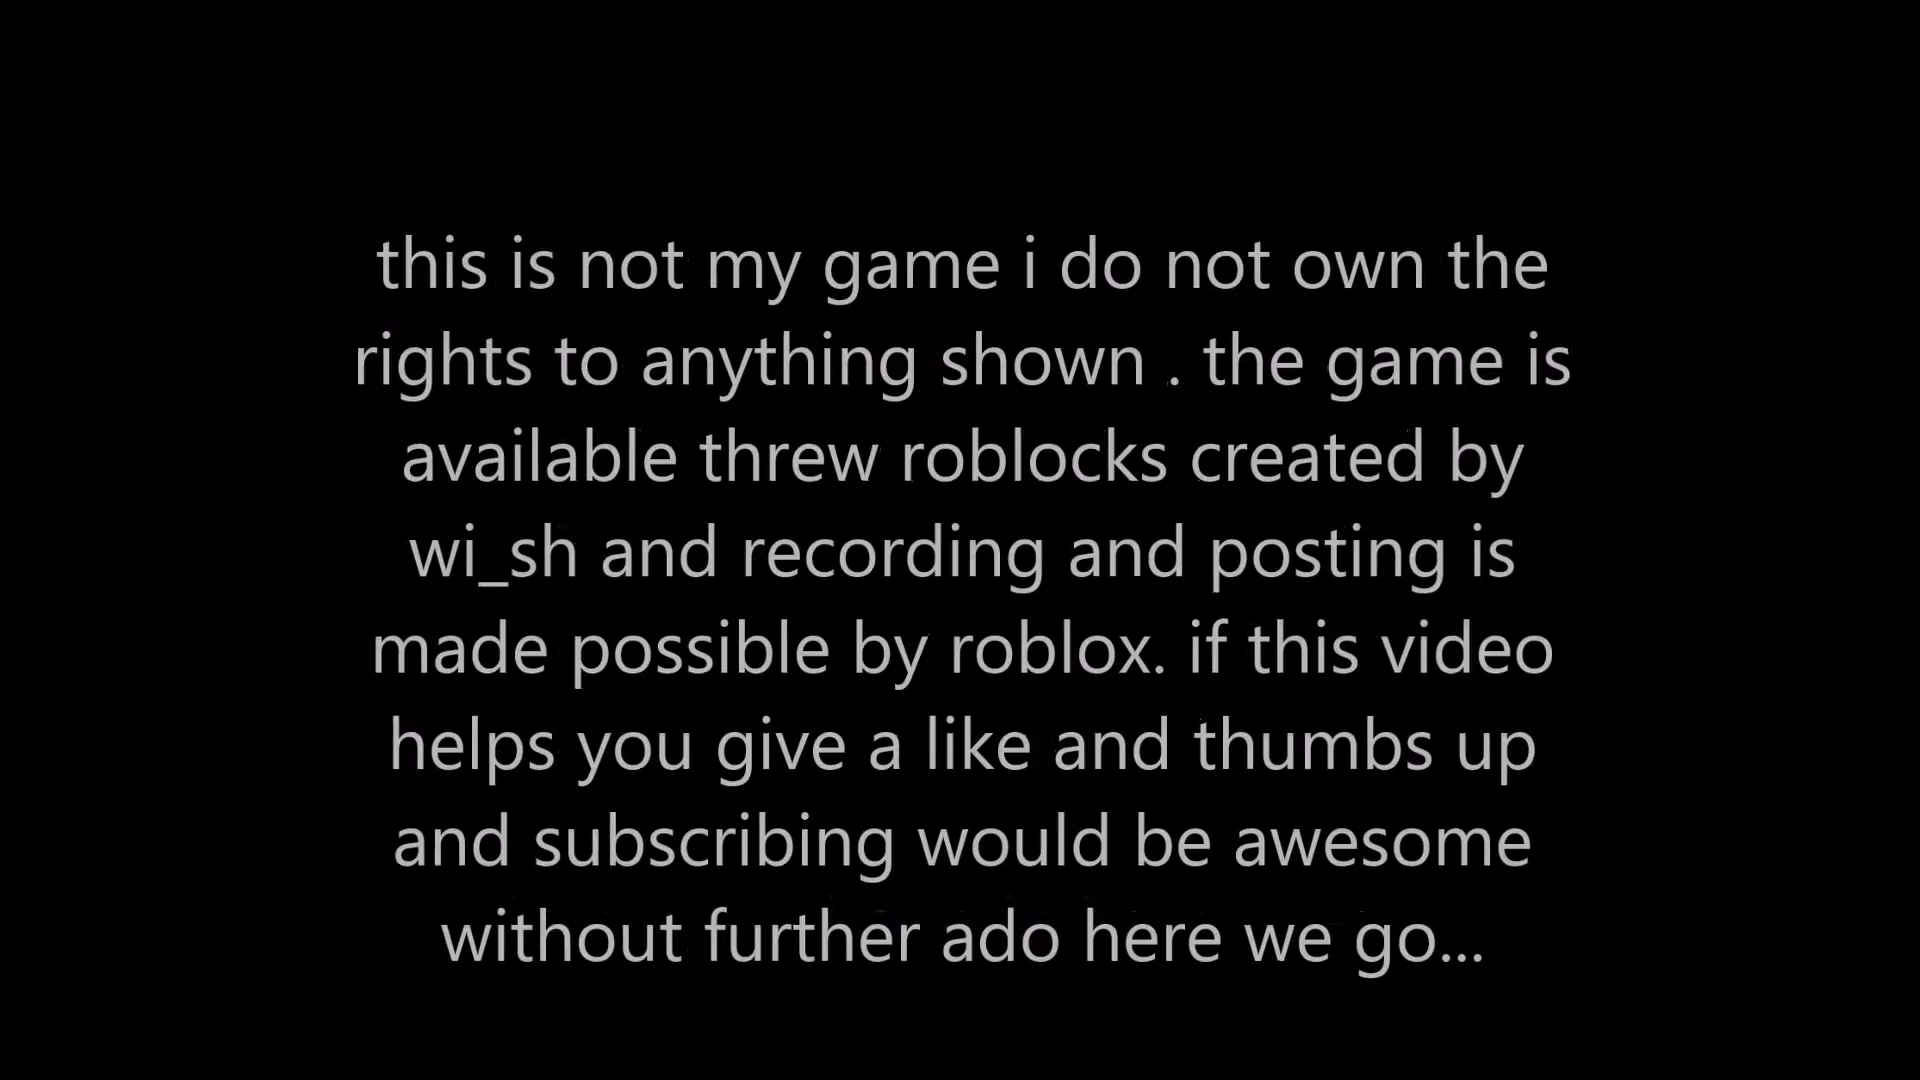 this is not my game i do not own the
rights to anything shown . the game is
available threw roblocks created by
wi_sh and recording and posting is
made possible by roblox. if this video
helps you give a like and thumbs up
and subscribing would be awesome
without further ado here we go...